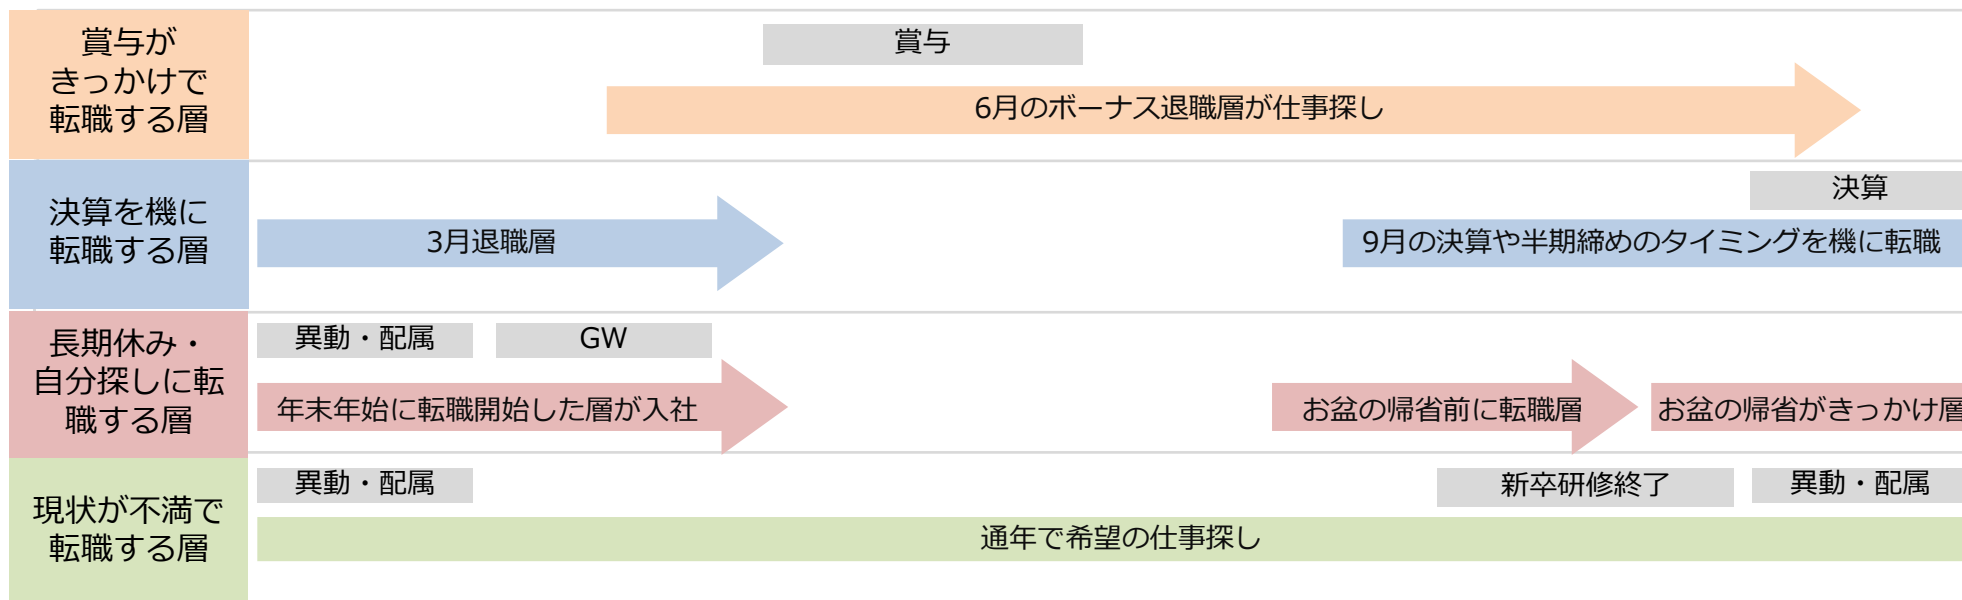 賞与が
きっかけで
転職する層
賞与
6月のボーナス退職層が仕事探し
決算を機に
転職する層
決算
3月退職層
9月の決算や半期締めのタイミングを機に転職
長期休み・
自分探しに転
職する層
異動・配属
GW
年末年始に転職開始した層が入社
お盆の帰省前に転職層
お盆の帰省がきっかけ層
現状が不満で
転職する層
異動・配属
新卒研修終了
異動・配属
通年で希望の仕事探し